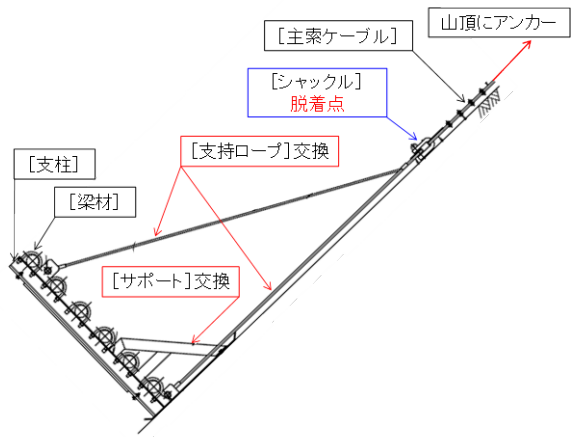 山頂にアンカー
[主索ケーブル]
[シャックル]
脱着点
[支持ロープ]交換
[支柱]
[梁材]
[サポート]交換